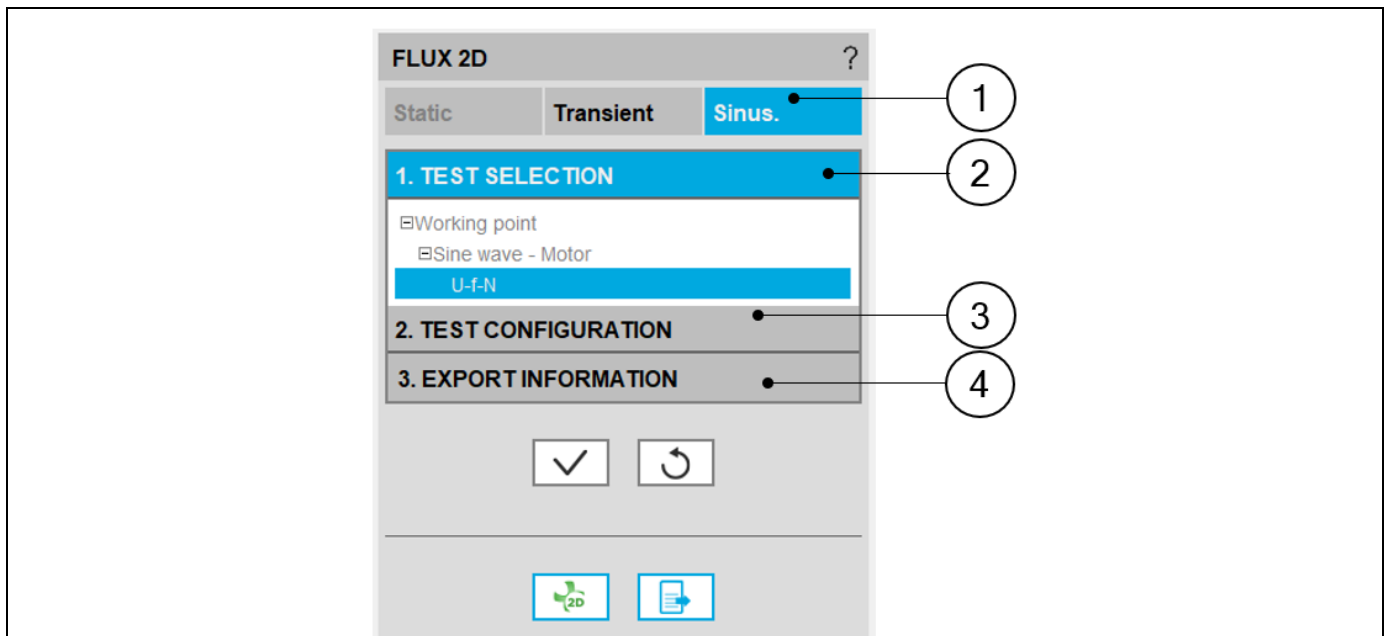 FLUX 2D ?
Static Transient Sinus. 1
1. TEST SELECTION 2
Working point
Sine wave - Motor
U-f-N
2. TEST CONFIGURATION 3
3. EXPORT INFORMATION 4
2D